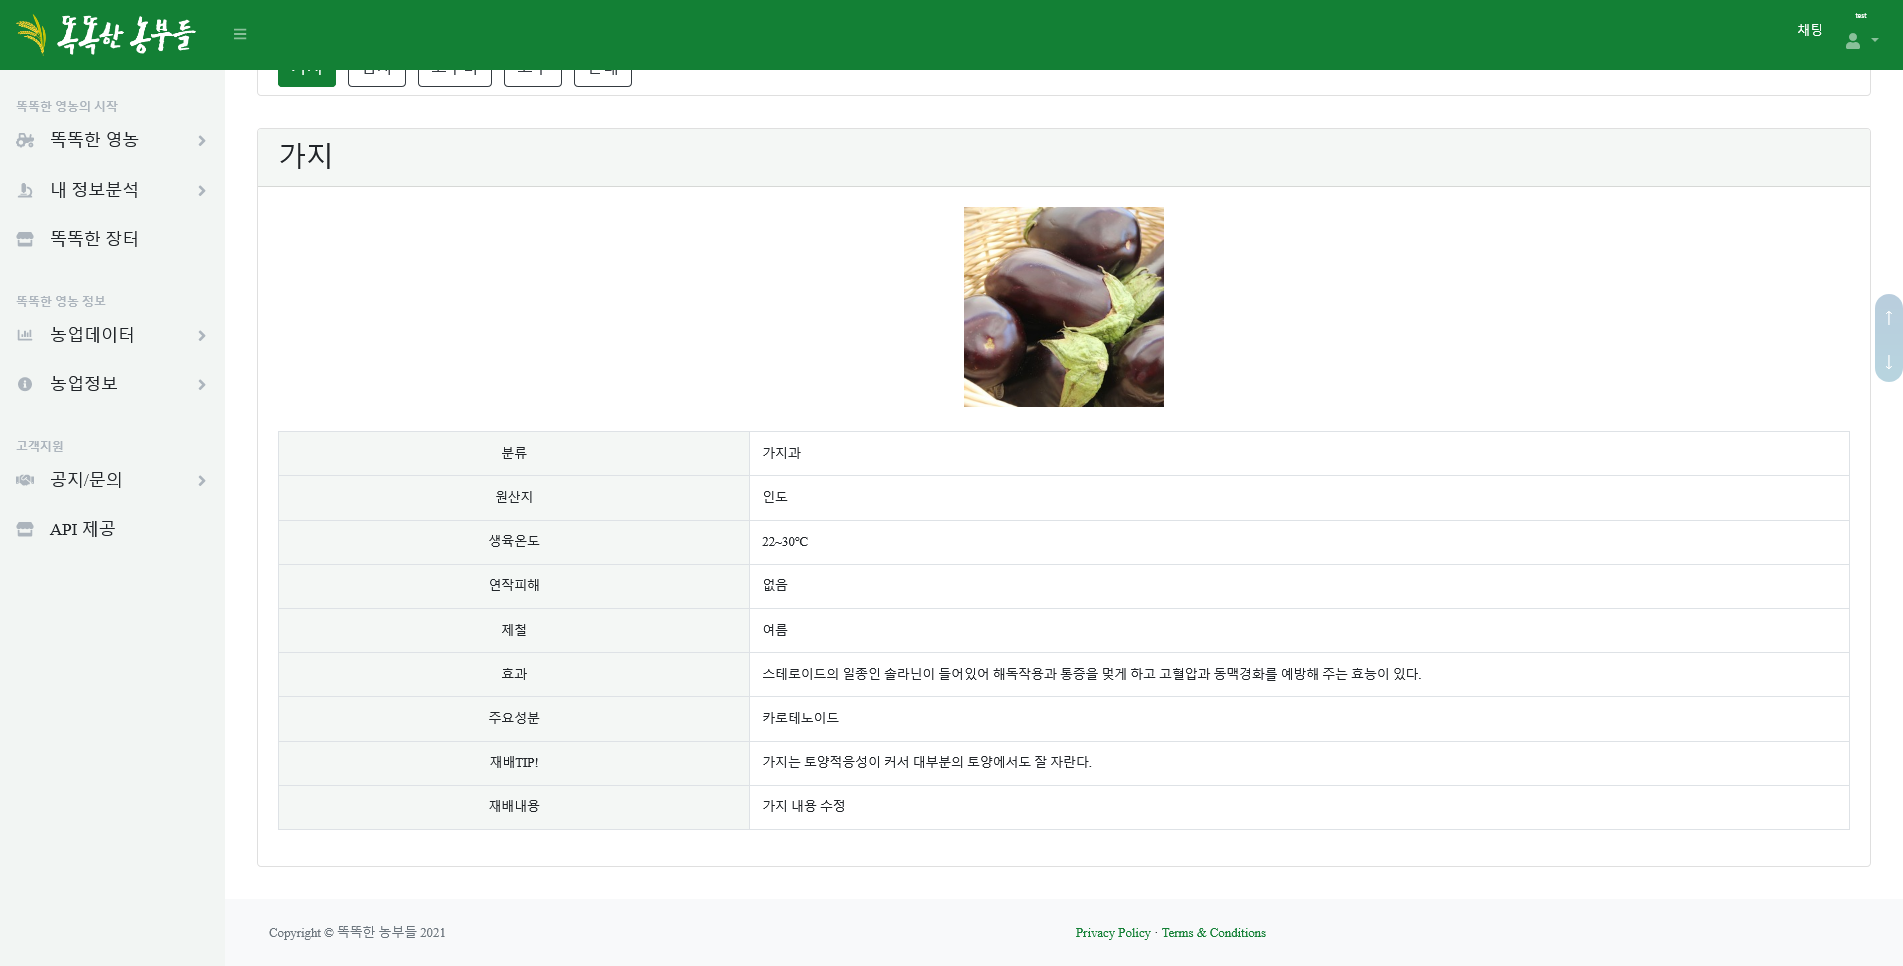 똑똑한 농부들
채팅
test
똑똑한 영농의 시작
똑똑한 영농
내 정보분석
똑똑한 장터
똑똑한 영농 정보
농업데이터
농업정보
고객지원
공지/문의
API 제공
가지
분류 가지과
원산지 인도
생육온도 22~30℃
연작피해 없음
제철 여름
효과 스테로이드의 일종인 솔라닌이 들어있어 해독작용과 통증을 멎게 하고 고혈압과 동맥경화를 예방해 주는 효능이 있다.
주요성분 카로테노이드
재배TIP! 가지는 토양적응성이 커서 대부분의 토양에서도 잘 자란다.
재배내용 가지 내용 수정
Copyright © 똑똑한 농부들 2021
Privacy Policy · Terms & Conditions